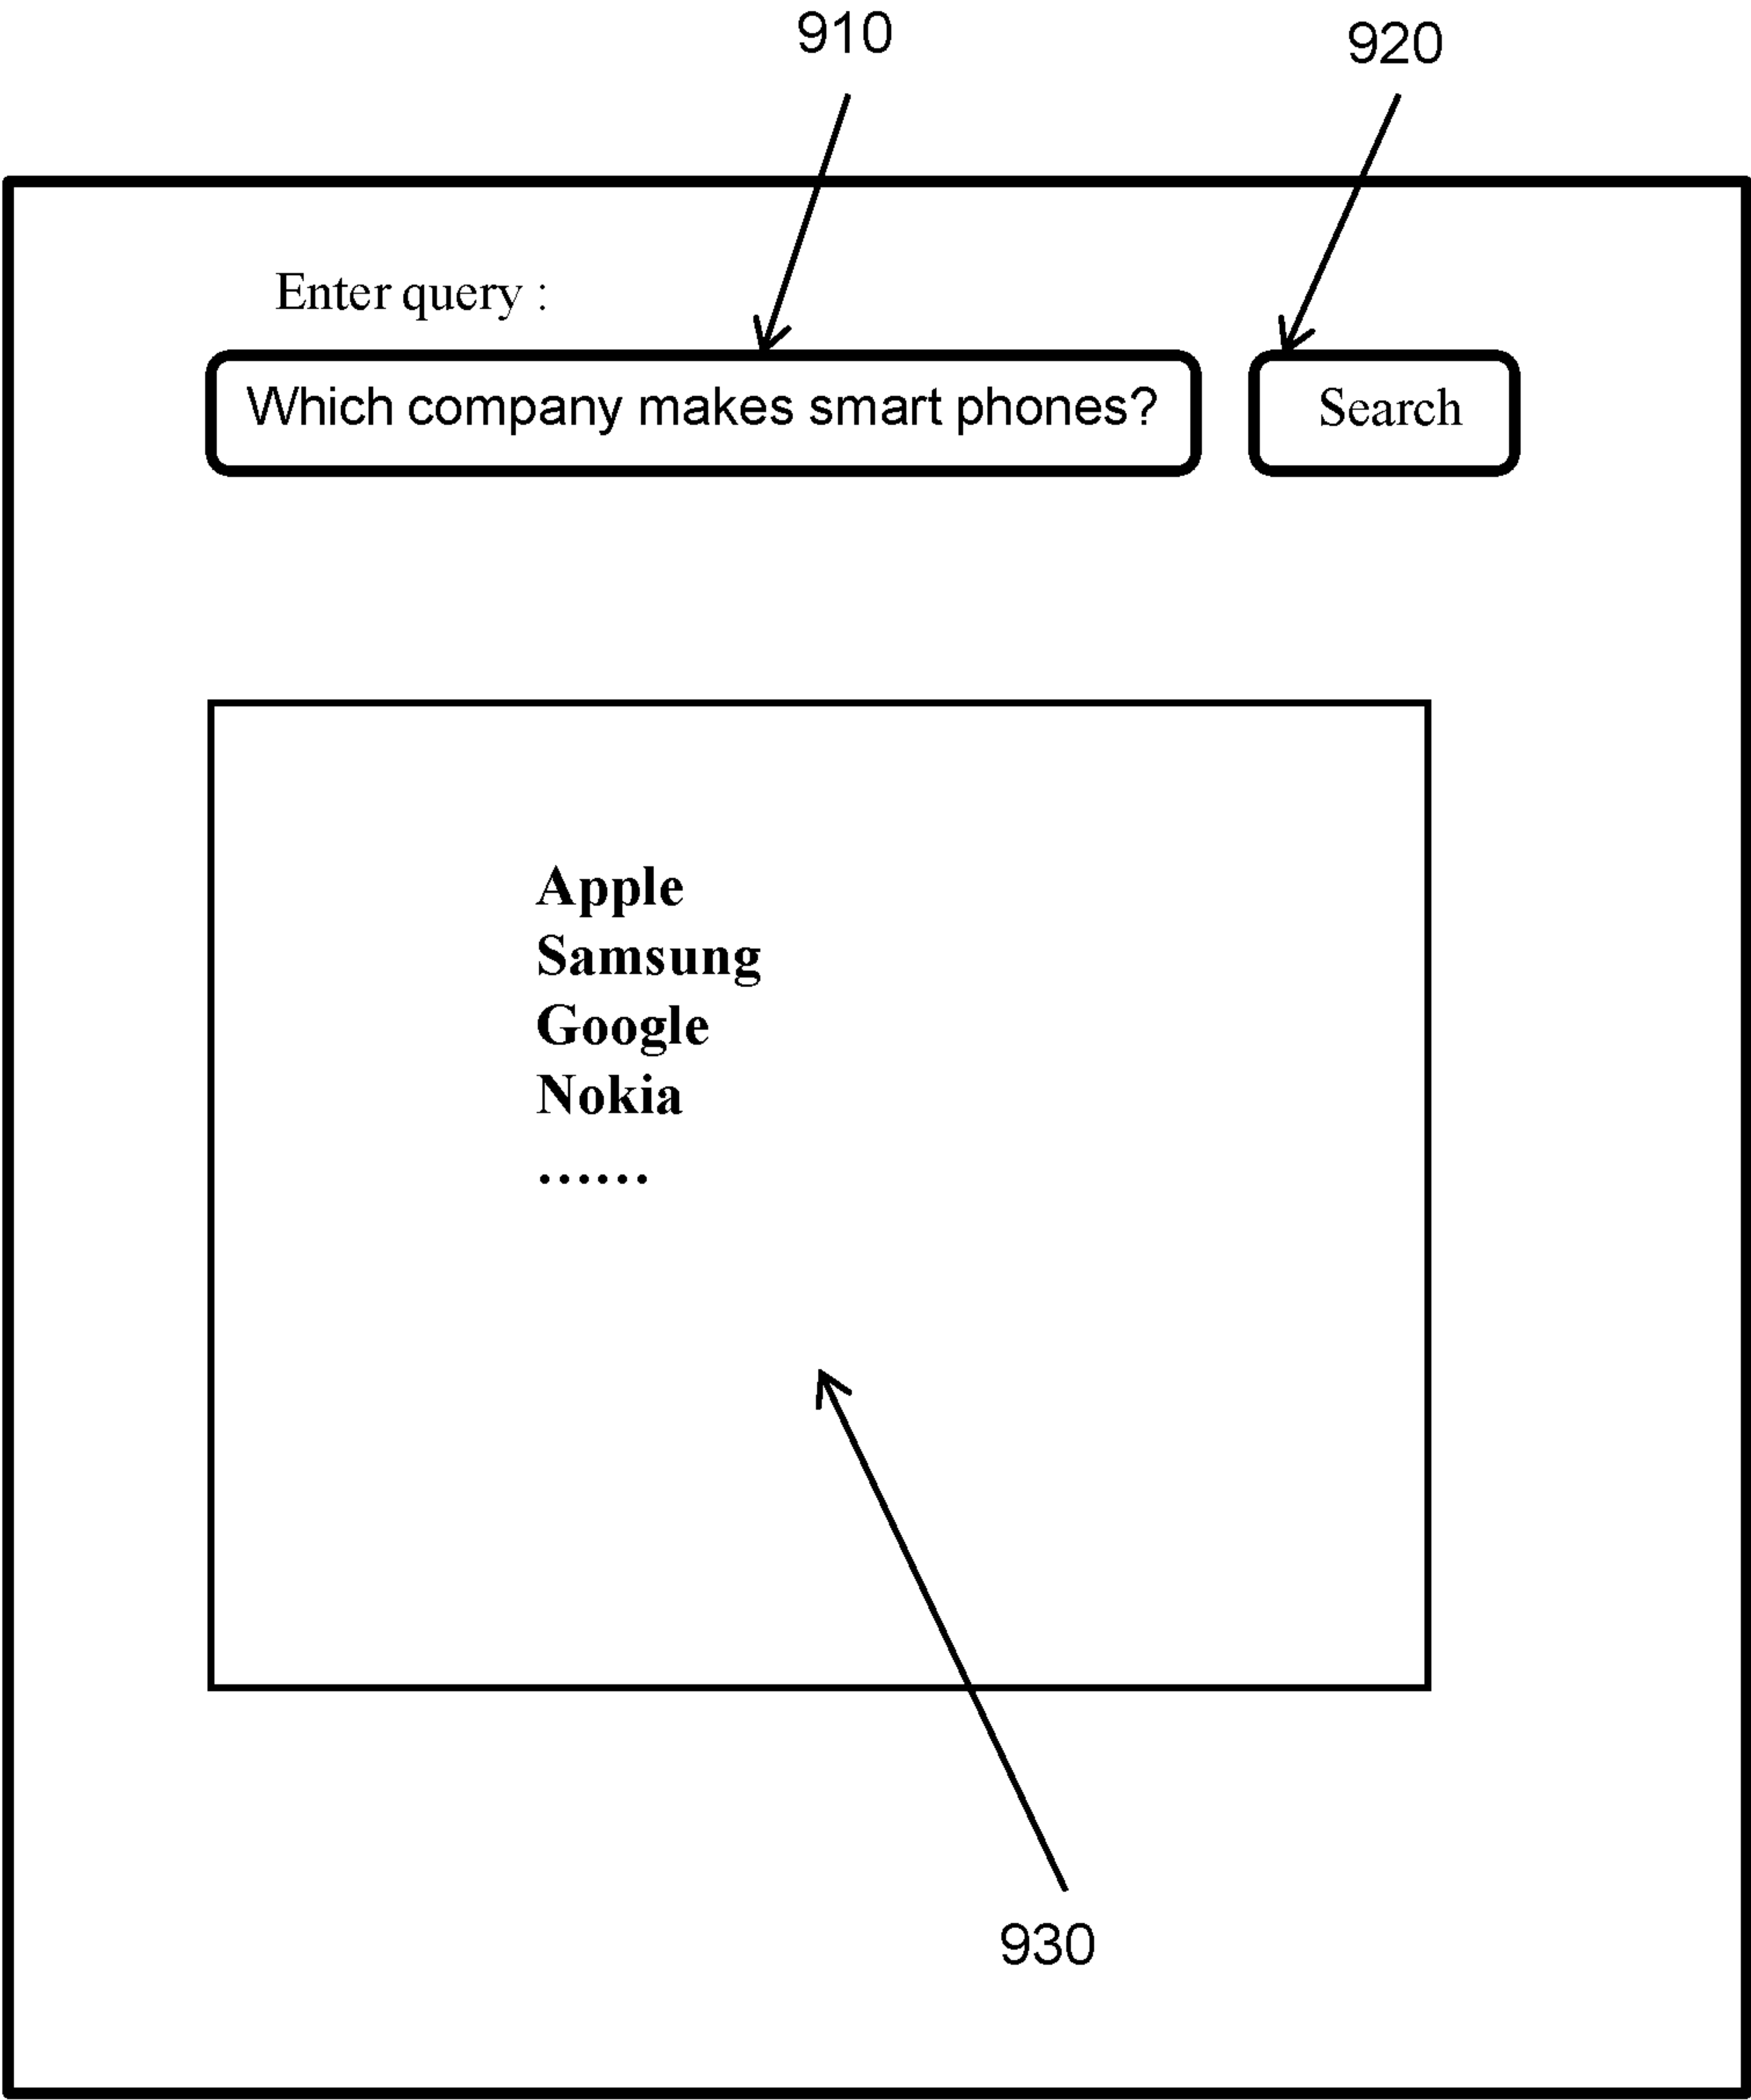 910
920
Enter query :
Which company makes smart phones?
Search
Apple
Samsung
Google
Nokia
......
930